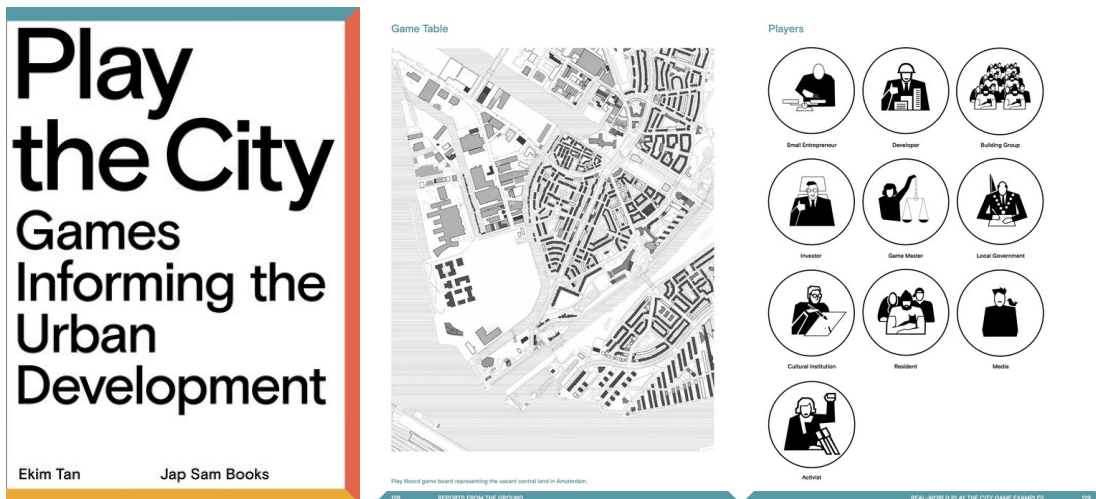 Play
the City
Games
Informing the
Urban
Development
Ekim Tan Jap Sam Books
Game Table
Play Noord game board representing the vacant central land in Amsterdam.
128 REPORTS FROM THE GROUND
Players
Small Entrepreneur Developer Building Group
Investor Game Master Local Government
Cultural Institution Resident Media
Activist
REAL-WORLD PLAY THE CITY GAME EXAMPLES 129